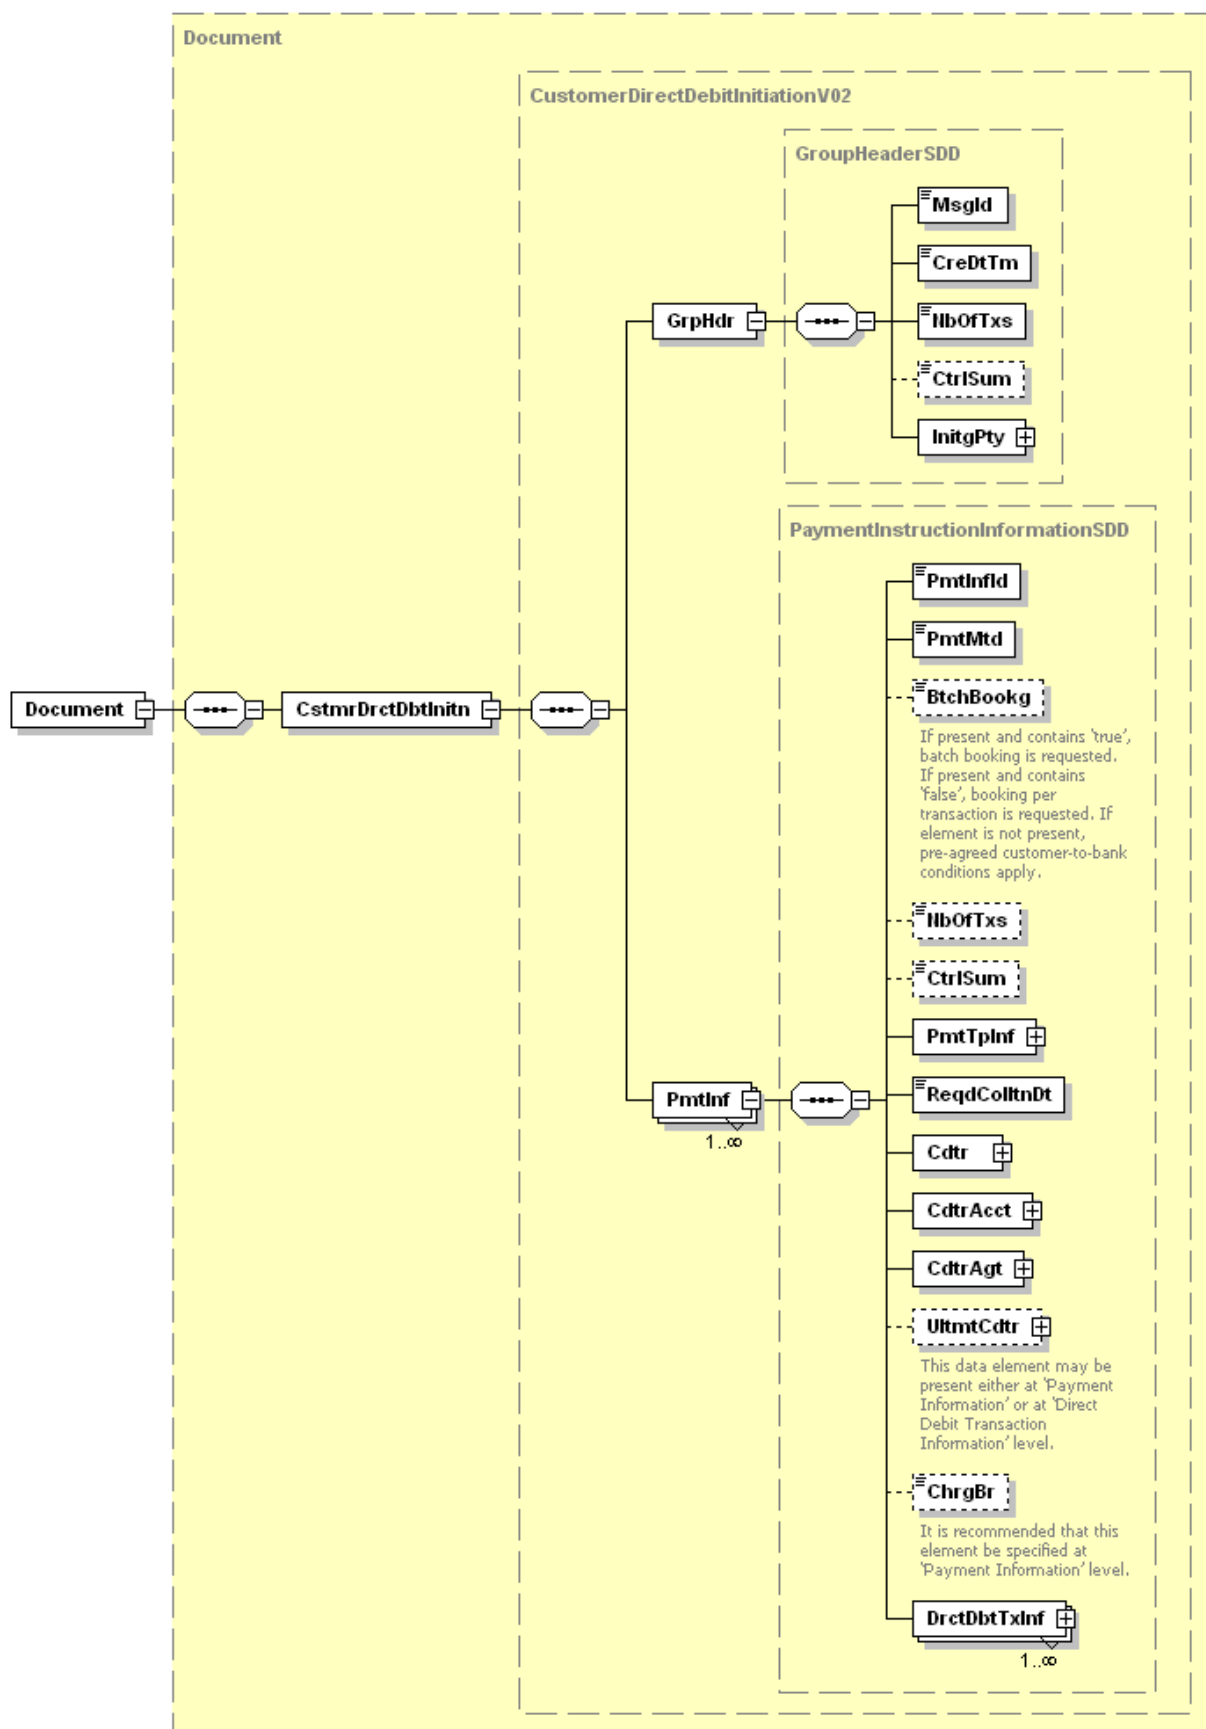 Document
CustomerDirectDebitInitiationV02
GroupHeaderSDD
MsgId
CreDtTm
GrpHdr
NbOfTxs
CtrlSum
InitgPty
PaymentInstructionInformationSDD
PmtInfId
PmtMtd
Document
CstmrDrctDbtInitn
BtchBookg
If present and contains 'true',
batch booking is requested.
If present and contains
'false', booking per
transaction is requested. If
element is not present,
pre-agreed customer-to-bank
conditions apply.
NbOfTxs
CtrlSum
PmtTpInf
PmtInf
1..∞
ReqdColltnDt
Cdtr
CdtrAcct
CdtrAgt
UltmtCdtr
This data element may be
present either at 'Payment
Information' or at 'Direct
Debit Transaction
Information' level.
ChrgBr
It is recommended that this
element be specified at
'Payment Information' level.
DrctDbtTxInf
1..∞